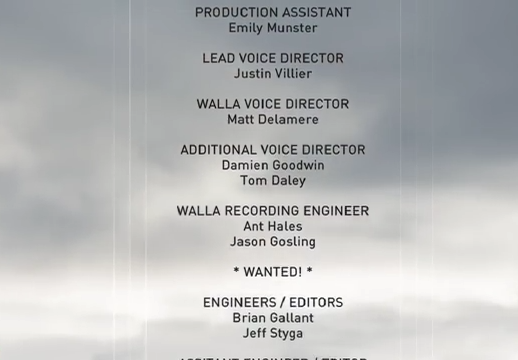 PRODUCTION ASSISTANT
Emily Munster
LEAD VOICE DIRECTOR
Justin Villier
WALLA VOICE DIRECTOR
Matt Delamere
ADDITIONAL VOICE DIRECTOR
Damien Goodwin
Tom Daley
WALLA RECORDING ENGINEER
Ant Hales
Jason Gosling
* WANTED! *
ENGINEERS / EDITORS
Brian Gallant
Jeff Styga